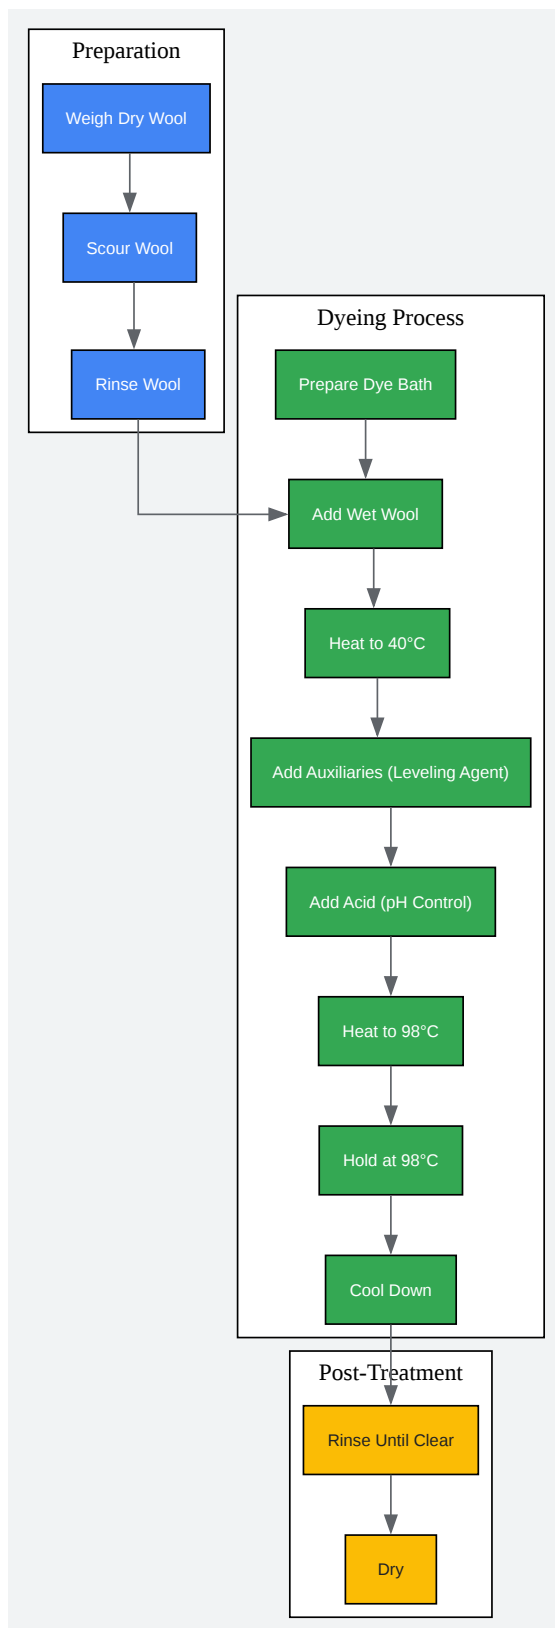 Preparation
Weigh Dry Wool
Scour Wool
Rinse Wool
Dyeing Process
Prepare Dye Bath
Add Wet Wool
Heat to 40°C
Add Auxiliaries (Leveling Agent)
Add Acid (pH Control)
Heat to 98°C
Hold at 98°C
Cool Down
Post-Treatment
Rinse Until Clear
Dry